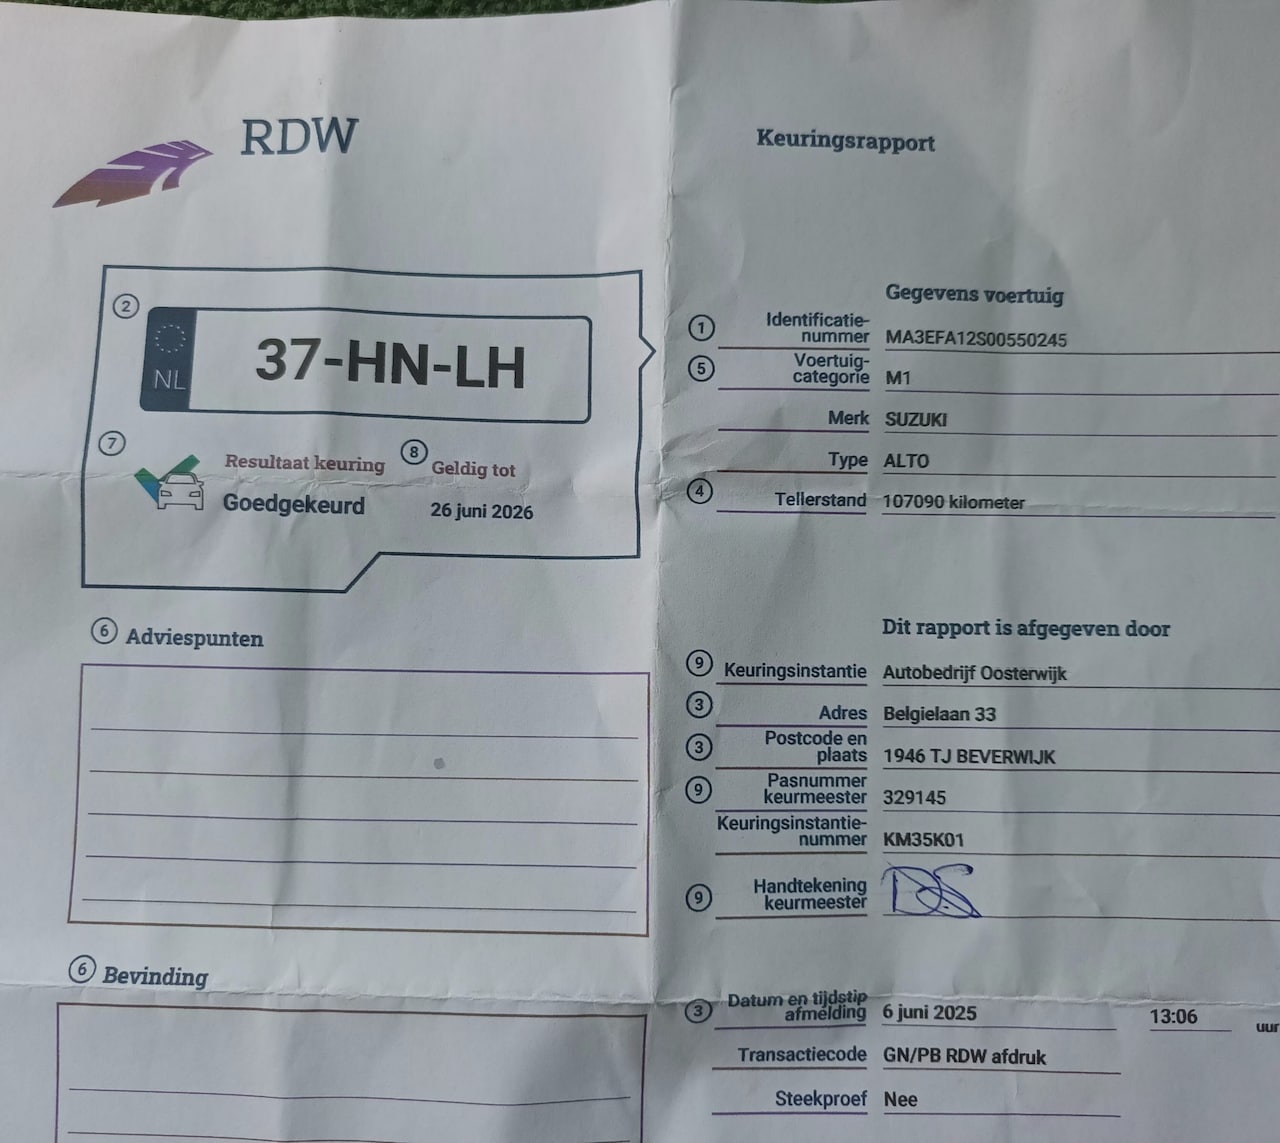 RDW
Keuringsrapport
2
NL
37-HN-LH
7
Resultaat keuring
Goedgekeurd
8
Geldig tot
26 juni 2026
6 Adviespunten
6 Bevinding
Gegevens voertuig
1 Identificatie-
nummer MA3EFA12S00550245
5 Voertuig-
categorie M1
Merk SUZUKI
Type ALTO
4 Tellerstand 107090 kilometer
Dit rapport is afgegeven door
9 Keuringsinstantie Autobedrijf Oosterwijk
3 Adres Belgielaan 33
3 Postcode en
plaats 1946 TJ BEVERWIJK
9 Pasnummer
keurmeester 329145
Keuringsinstantie-
nummer KM35K01
9 Handtekening
keurmeester
3 Datum en tijdstip
afmelding 6 juni 2025 13:06 uur
Transactiecode GN/PB RDW afdruk
Steekproef Nee